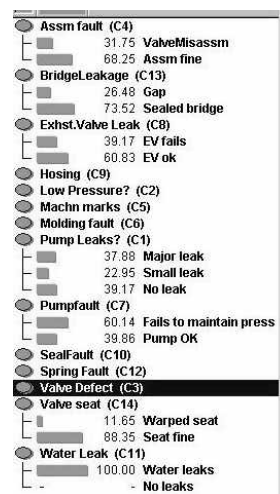 Assm fault (C4)
31.75 ValveMisassm
68.25 Assm fine
BridgeLeakage (C13)
26.48 Gap
73.52 Sealed bridge
Exhst.Valve Leak (C8)
39.17 EV fails
60.83 EV ok
Hosing (C9)
Low Pressure? (C2)
Machn marks (C5)
Molding fault (C6)
Pump Leaks? (C1)
37.88 Major leak
22.95 Small leak
39.17 No leak
Pumpfault (C7)
60.14 Fails to maintain press
39.86 Pump OK
SealFault (C10)
Spring Fault (C12)
Valve Defect (C3)
Valve seat (C14)
11.65 Warped seat
88.35 Seat fine
Water Leak (C11)
100.00 Water leaks
- - No leaks